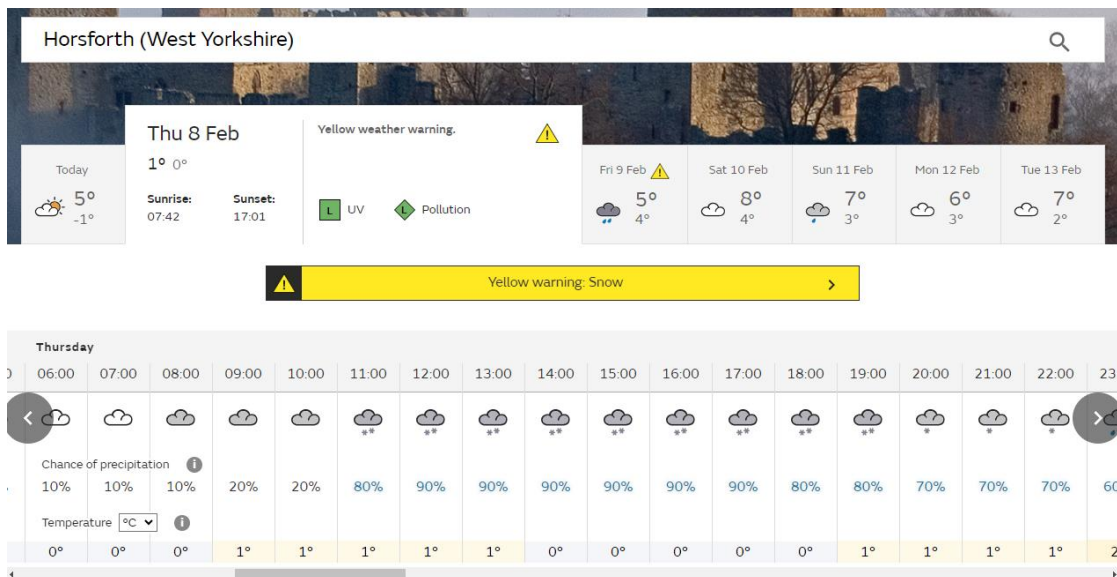 Horsforth (West Yorkshire)
Thu 8 Feb
1° 0°
Sunrise: Sunset:
07:42 17:01
Yellow weather warning.
L UV L Pollution
Today
5°
-1°
Fri 9 Feb
5°
4°
Sat 10 Feb
8°
4°
Sun 11 Feb
7°
3°
Mon 12 Feb
6°
3°
Tue 13 Feb
7°
2°
Yellow warning: Snow
Thursday
06:00 07:00 08:00 09:00 10:00 11:00 12:00 13:00 14:00 15:00 16:00 17:00 18:00 19:00 20:00 21:00 22:00 23
Chance of precipitation i
10% 10% 10% 20% 20% 80% 90% 90% 90% 90% 90% 90% 80% 80% 70% 70% 70% 60
Temperature °C i
0° 0° 0° 1° 1° 1° 1° 1° 0° 0° 0° 0° 0° 1° 1° 1° 1° 2